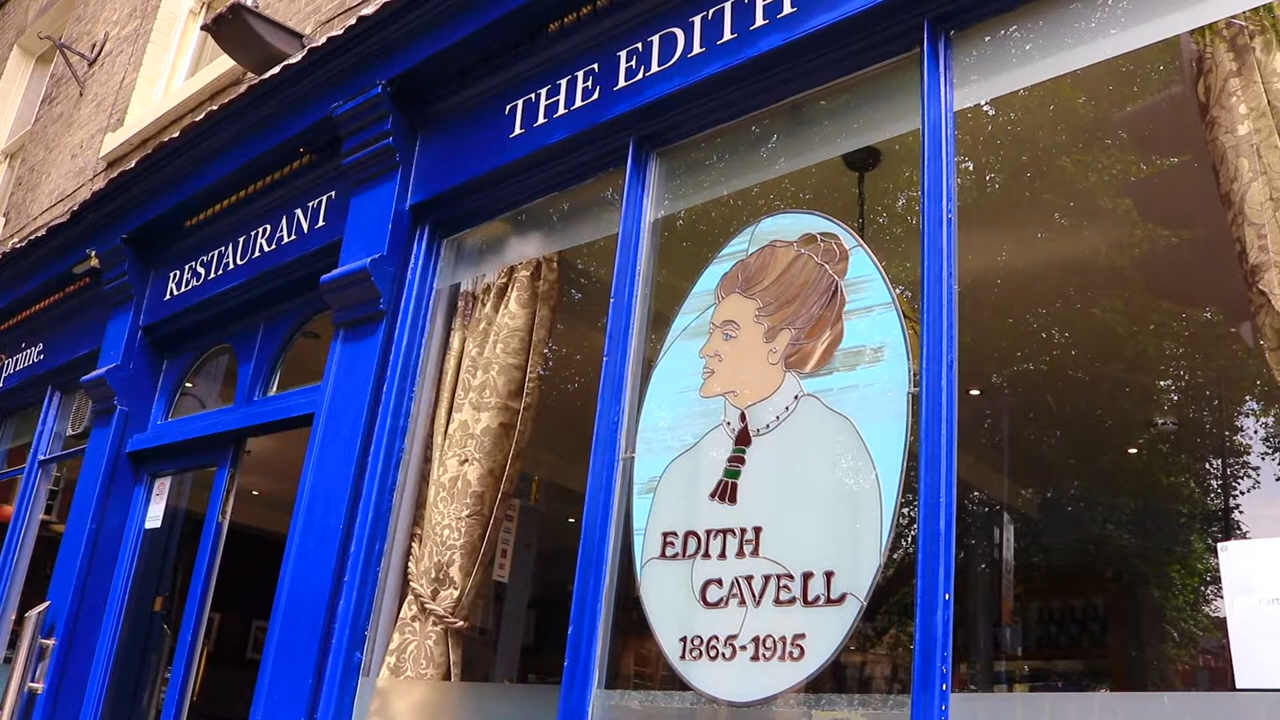 THE EDITH
RESTAURANT
prime.
EDITH
CAVELL
1865-1915